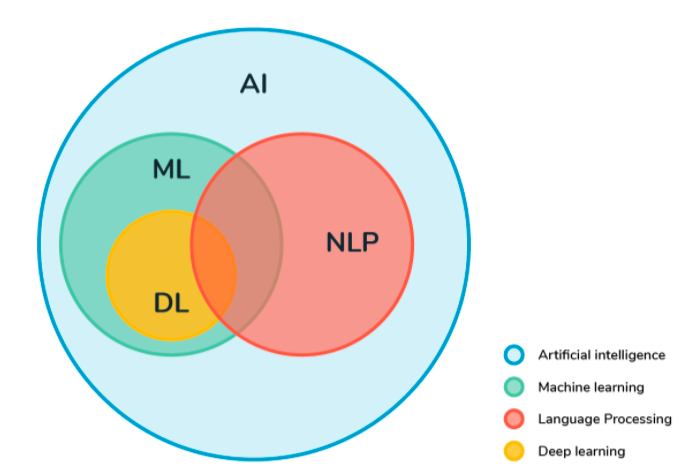 AI
ML
NLP
DL
Artificial intelligence
Machine learning
Language Processing
Deep learning